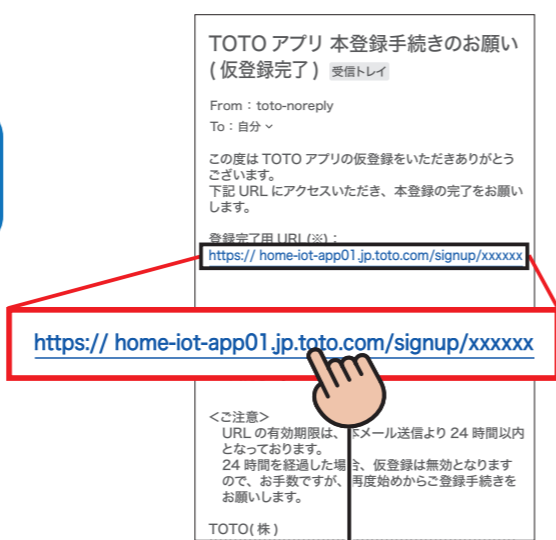 TOTO アプリ 本登録手続きのお願い
(仮登録完了) 受信トレイ
From：toto-noreply
To：自分
この度は TOTO アプリの仮登録をいただきありがとう
ございます。
下記 URL にアクセスいただき、本登録の完了をお願い
します。
登録完了用 URL(※)：
https:// home-iot-app01.jp.toto.com/signup/xxxxxx
https:// home-iot-app01.jp.toto.com/signup/xxxxxx
<ご注意>
URL の有効期限は、本メール送信より 24 時間以内
となっております。
24 時間を経過した場合、仮登録は無効となります
ので、お手数ですが、再度始めからご登録手続きを
お願いします。
TOTO(株)